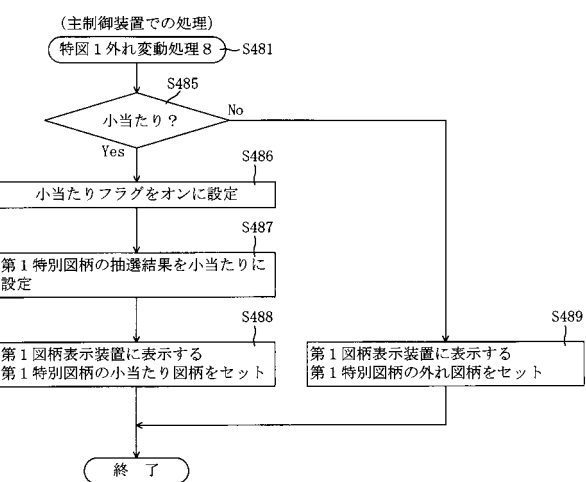 (主制御装置での処理)
特図１外れ変動処理８
S481
S485
小当たり？
No
Yes
S486
小当たりフラグをオンに設定
S487
第１特別図柄の抽選結果を小当たりに
設定
S488
第１図柄表示装置に表示する
第１特別図柄の小当たり図柄をセット
S489
第１図柄表示装置に表示する
第１特別図柄の外れ図柄をセット
終　了